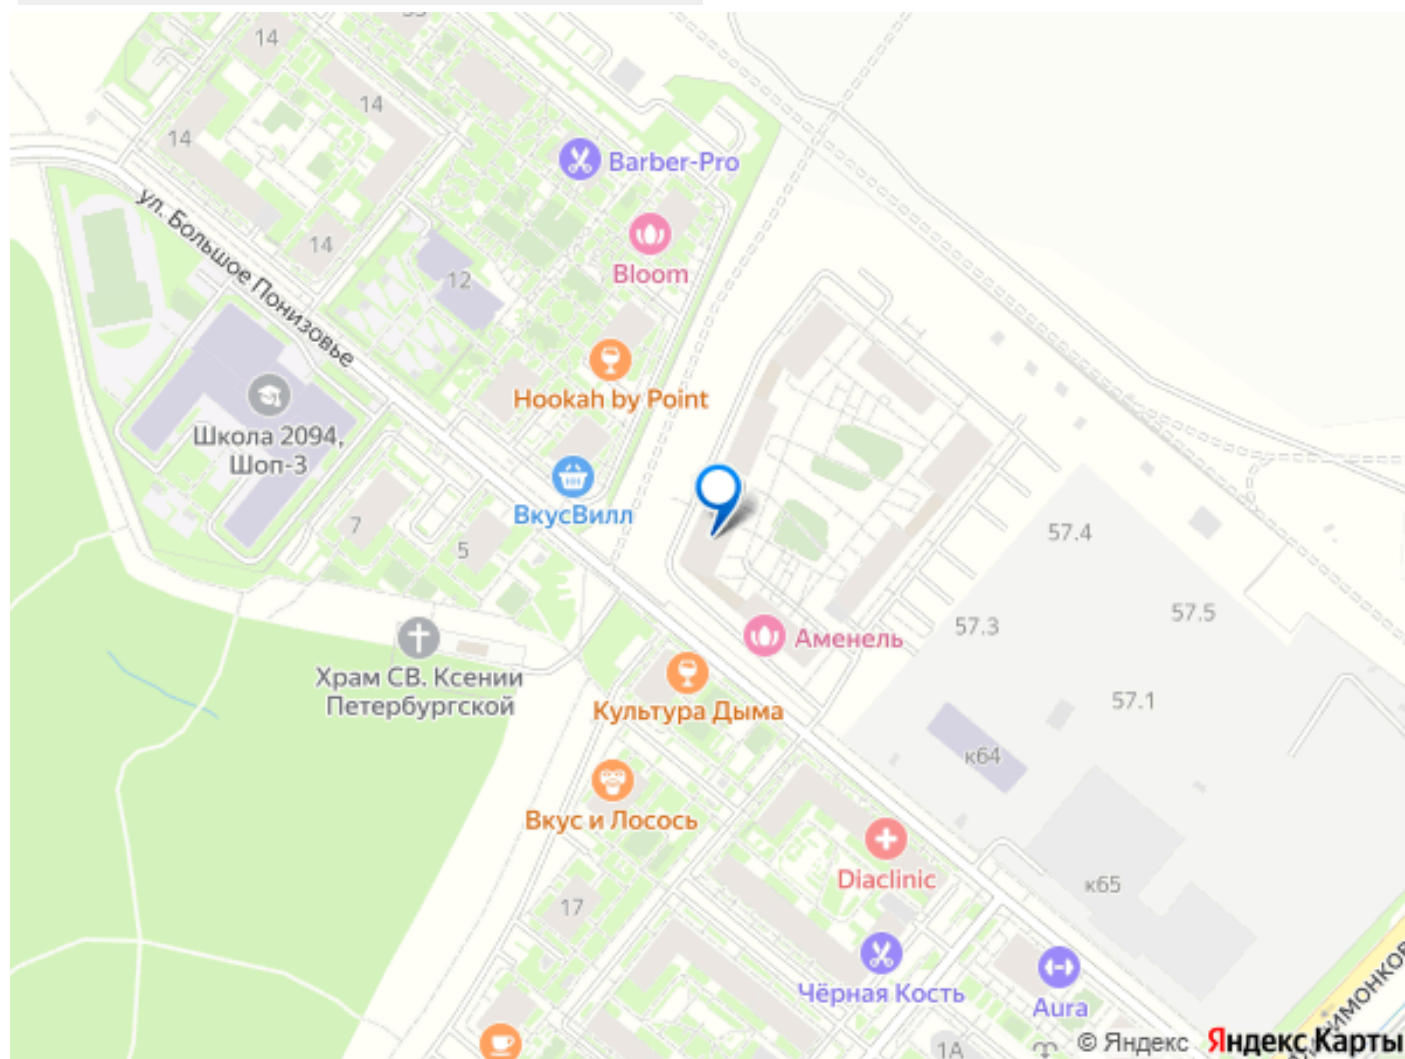 14
14
14
Barber-Pro
ул. Большое Понизовье
14
Bloom
12
Hookah by Point
Школа 2094,
Шоп-3
ВкусВилл
7
5
57.4
57.5
57.3
Аменель
Храм СВ. Ксении
Петербургской
57.1
Культура Дыма
к64
Вкус и Лосось
Diaclinic
к65
17
Чёрная Кость
Aura
1А
© Яндекс Яндекс Карты